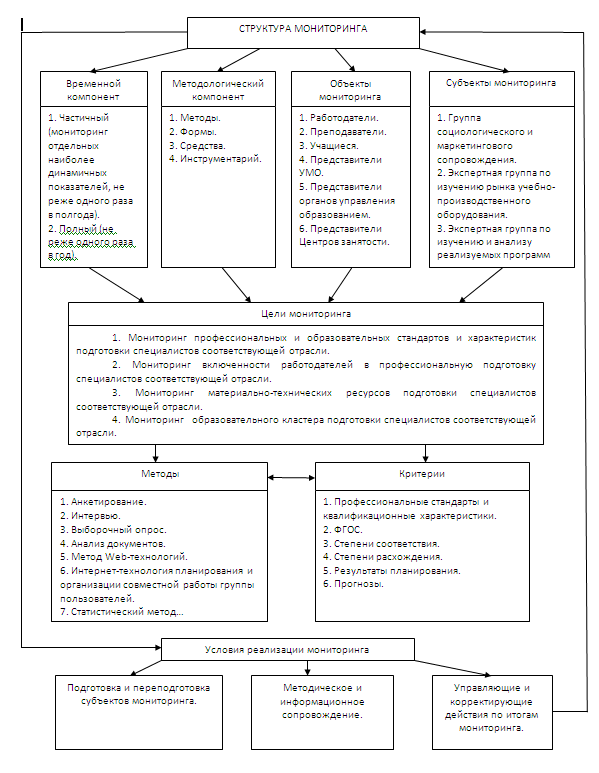 СТРУКТУРА МОНИТОРИНГА
Временной
компонент
1. Частичный
(мониторинг
отдельных
наиболее
динамичных
показателей, не
реже одного раза
в полгода).
2. Полный (не
реже одного раза
в год).
Методологический
компонент
1. Методы.
2. Формы.
3. Средства.
4. Инструментарий.
Объекты
мониторинга
1. Работодатели.
2. Преподаватели.
3. Учащиеся.
4. Представители
УМО.
5. Представители
органов управления
образованием.
6. Представители
Центров занятости.
Субъекты мониторинга
1. Группа
социологического и
маркетингового
сопровождения.
2. Экспертная группа по
изучению рынка учебно-
производственного
оборудования.
3. Экспертная группа по
изучению и анализу
реализуемых программ
Цели мониторинга
1. Мониторинг профессиональных и образовательных стандартов и характеристик
подготовки специалистов соответствующей отрасли.
2. Мониторинг включенности работодателей в профессиональную подготовку
специалистов соответствующей отрасли.
3. Мониторинг материально-технических ресурсов подготовки специалистов
соответствующей отрасли.
4. Мониторинг образовательного кластера подготовки специалистов соответствующей
отрасли.
Методы
1. Анкетирование.
2. Интервью.
3. Выборочный опрос.
4. Анализ документов.
5. Метод Web-технологий.
6. Интернет-технология планирования и
организации совместной работы группы
пользователей.
7. Статистический метод...
Критерии
1. Профессиональные стандарты и
квалификационные характеристики.
2. ФГОС.
3. Степени соответствия.
4. Степени расхождения.
5. Результаты планирования.
6. Прогнозы.
Условия реализации мониторинга
Подготовка и переподготовка
субъектов мониторинга.
Методическое и
информационное
сопровождение.
Управляющие и
корректирующие
действия по итогам
мониторинга.